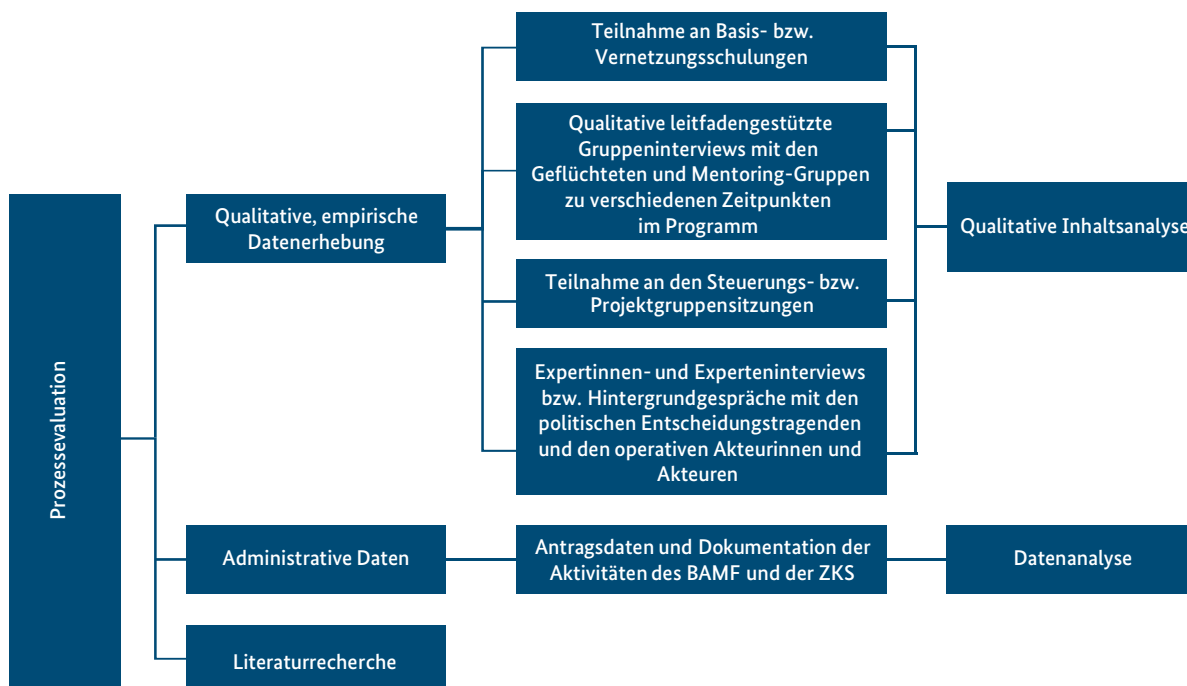 Prozessevaluation
Qualitative, empirische
Datenerhebung
Teilnahme an Basis- bzw.
Vernetzungsschulungen
Qualitative leitfadengestützte
Gruppeninterviews mit den
Geflüchteten und Mentoring-Gruppen
zu verschiedenen Zeitpunkten
im Programm
Teilnahme an den Steuerungs- bzw.
Projektgruppensitzungen
Expertinnen- und Experteninterviews
bzw. Hintergrundgespräche mit den
politischen Entscheidungstragenden
und den operativen Akteurinnen und
Akteuren
Qualitative Inhaltsanalyse
Administrative Daten
Antragsdaten und Dokumentation der
Aktivitäten des BAMF und der ZKS
Datenanalyse
Literaturrecherche